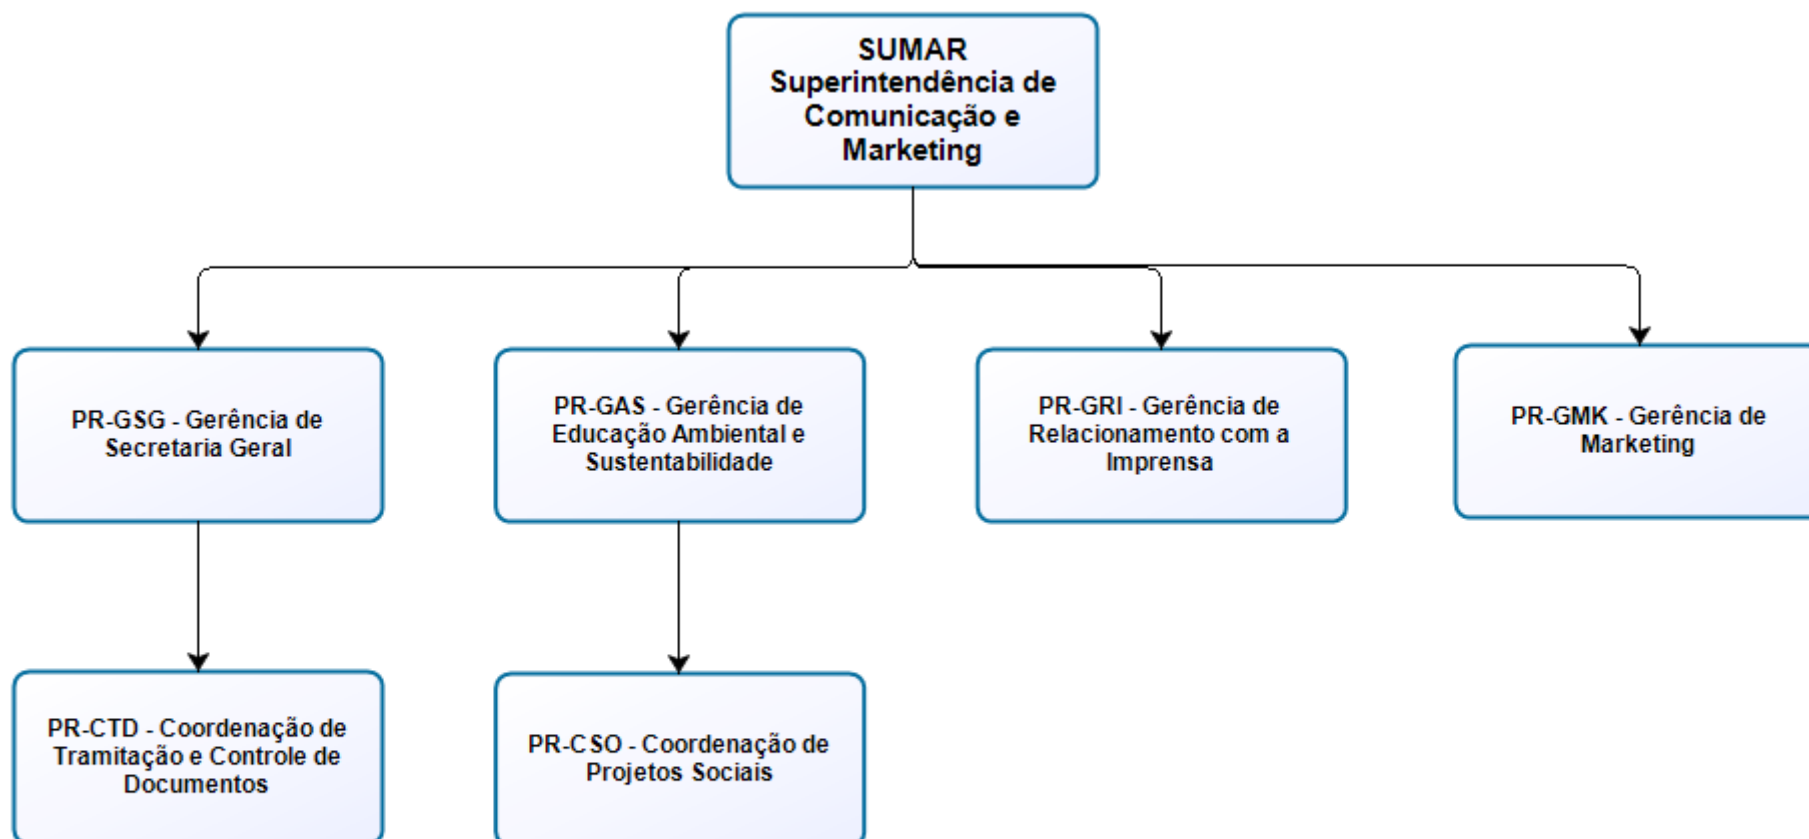 SUMAR
Superintendência de
Comunicação e
Marketing
PR-GSG - Gerência de
Secretaria Geral
PR-GAS - Gerência de
Educação Ambiental e
Sustentabilidade
PR-GRI - Gerência de
Relacionamento com a
Imprensa
PR-GMK - Gerência de
Marketing
PR-CTD - Coordenação de
Tramitação e Controle de
Documentos
PR-CSO - Coordenação de
Projetos Sociais